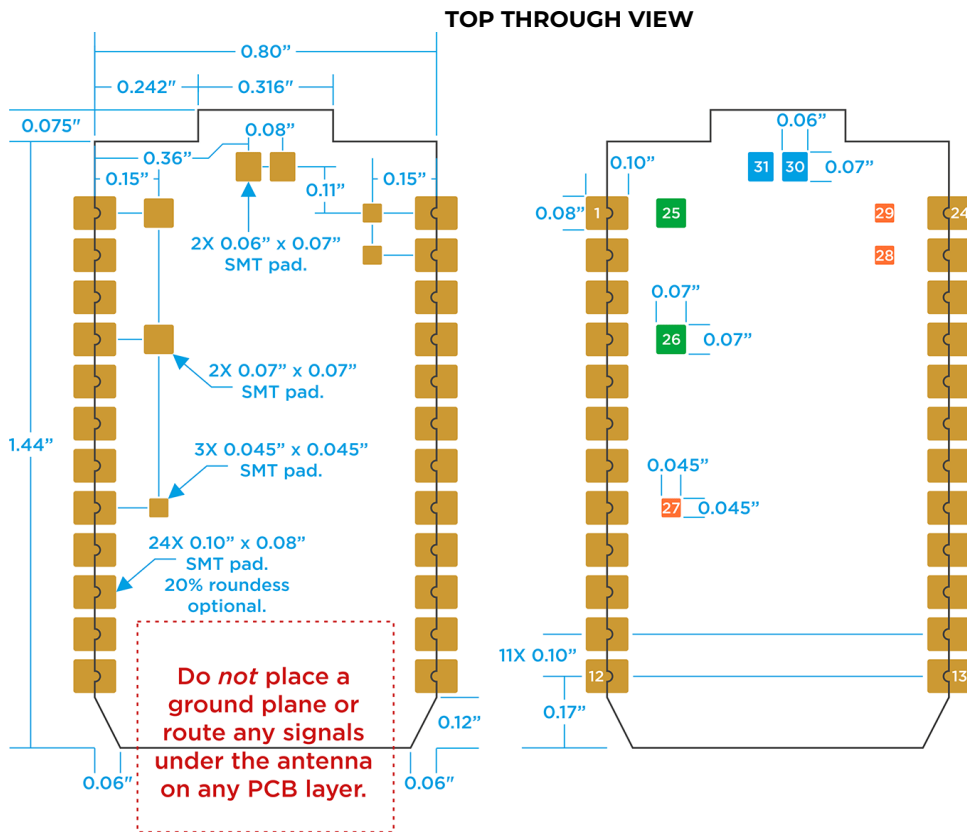 TOP THROUGH VIEW
0.80”
0.242"
0.316”
0.075"
0.08”
0.36”
0.15”
0.11”
0.15”
2X 0.06” x 0.07”
SMT pad.
2X 0.07” x 0.07”
SMT pad.
1.44”
3X 0.045” x 0.045”
SMT pad.
24X 0.10” x 0.08”
SMT pad.
20% roundess
optional.
Do not place a
ground plane or
route any signals
under the antenna
on any PCB layer.
0.12”
0.06"
0.06”
0.06”
31
30
0.07”
0.10”
0.08”
1
25
29
24
28
0.07”
26
0.07”
0.045”
27
0.045”
11X 0.10”
12
13
0.17”